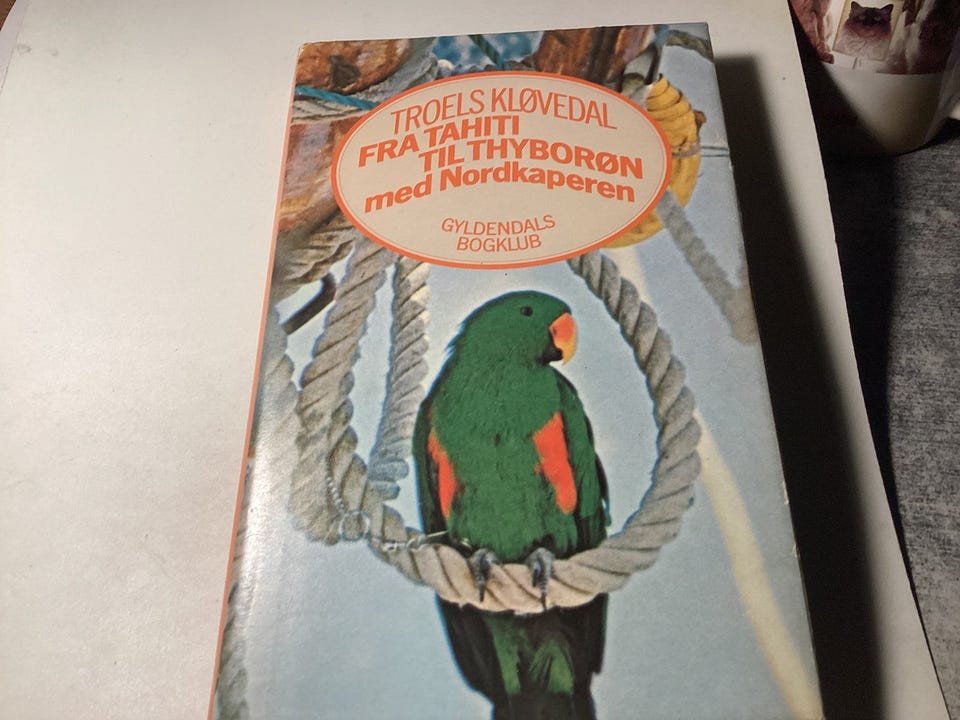 TROELS KLØVEDAL
FRA TAHITI
TIL THYBORØN
med Nordkaperen
GYLDENDALS
BOGKLUB